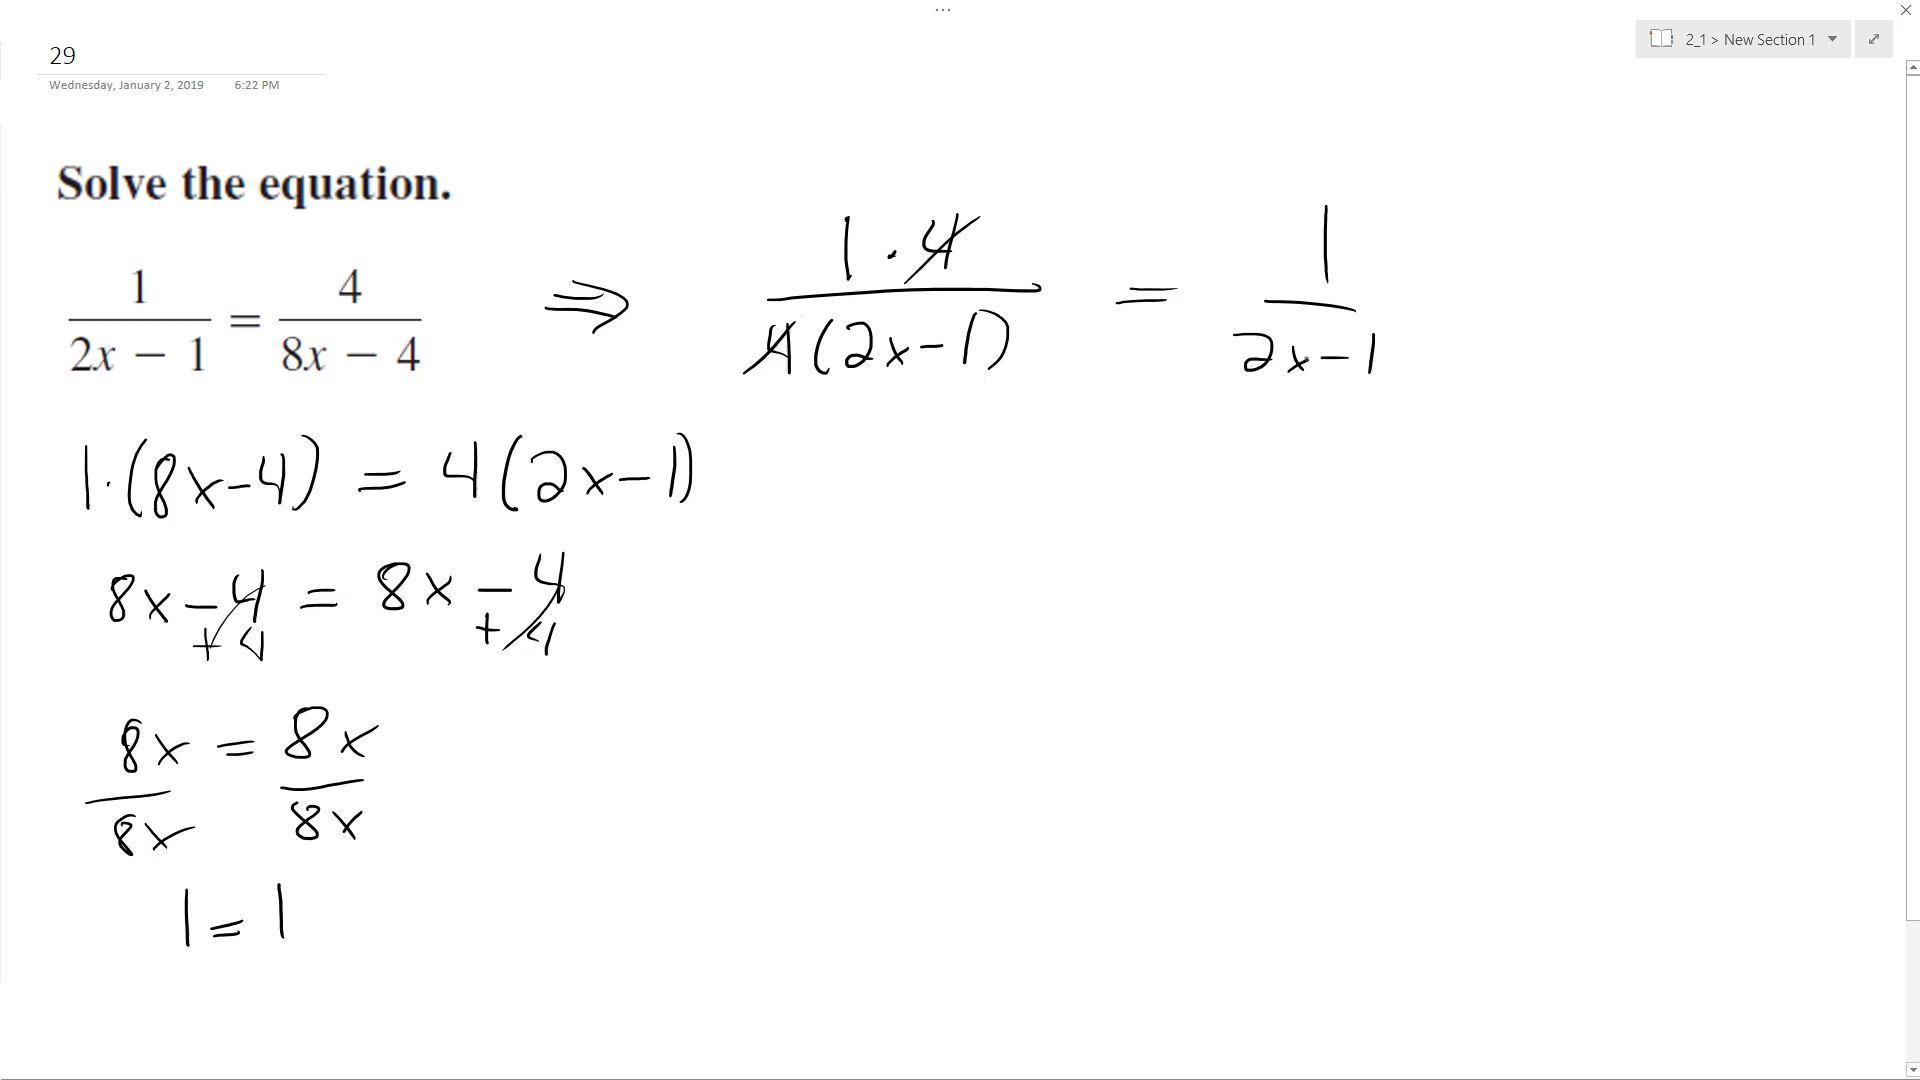 ...
29
2_1 > New Section 1
Wednesday, January 2, 2019 6:22 PM
Solve the equation.
1/(2x − 1) = 4/(8x − 4) ⇒ (1 · 4)/(4(2x−1)) = 1/(2x−1)
1·(8x−4) = 4(2x−1)
8x−4 = 8x−4
+4 +4
8x = 8x
8x 8x
1 = 1